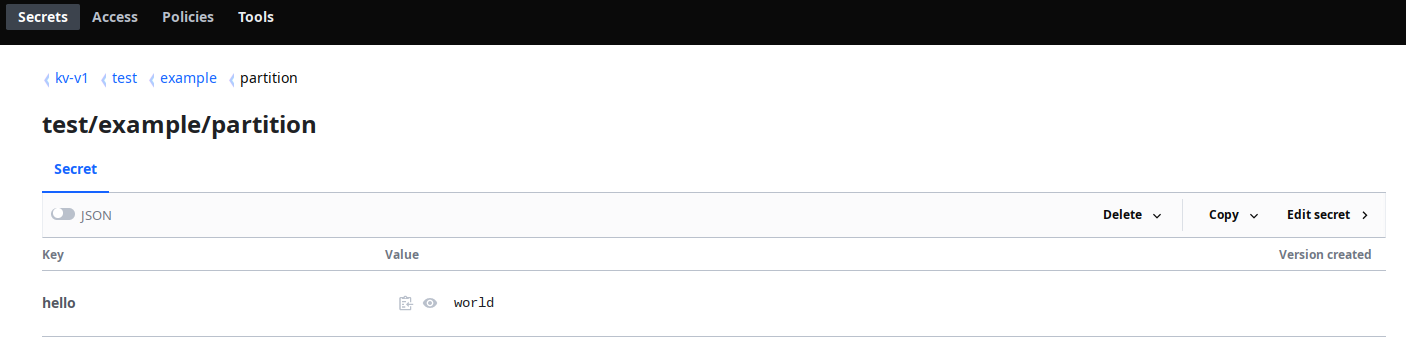 Secrets Access Policies Tools
kv-v1 test example partition
test/example/partition
Secret
JSON Delete Copy Edit secret
Key Value Version created
hello world